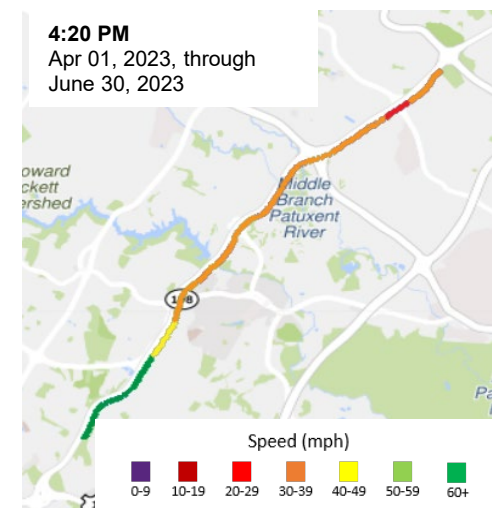 4:20 PM
Apr 01, 2023, through
June 30, 2023
oward
ckett
ershed
Middle
Branch
Patuxent
River
Pa
Speed (mph)
0-9 10-19 20-29 30-39 40-49 50-59 60+